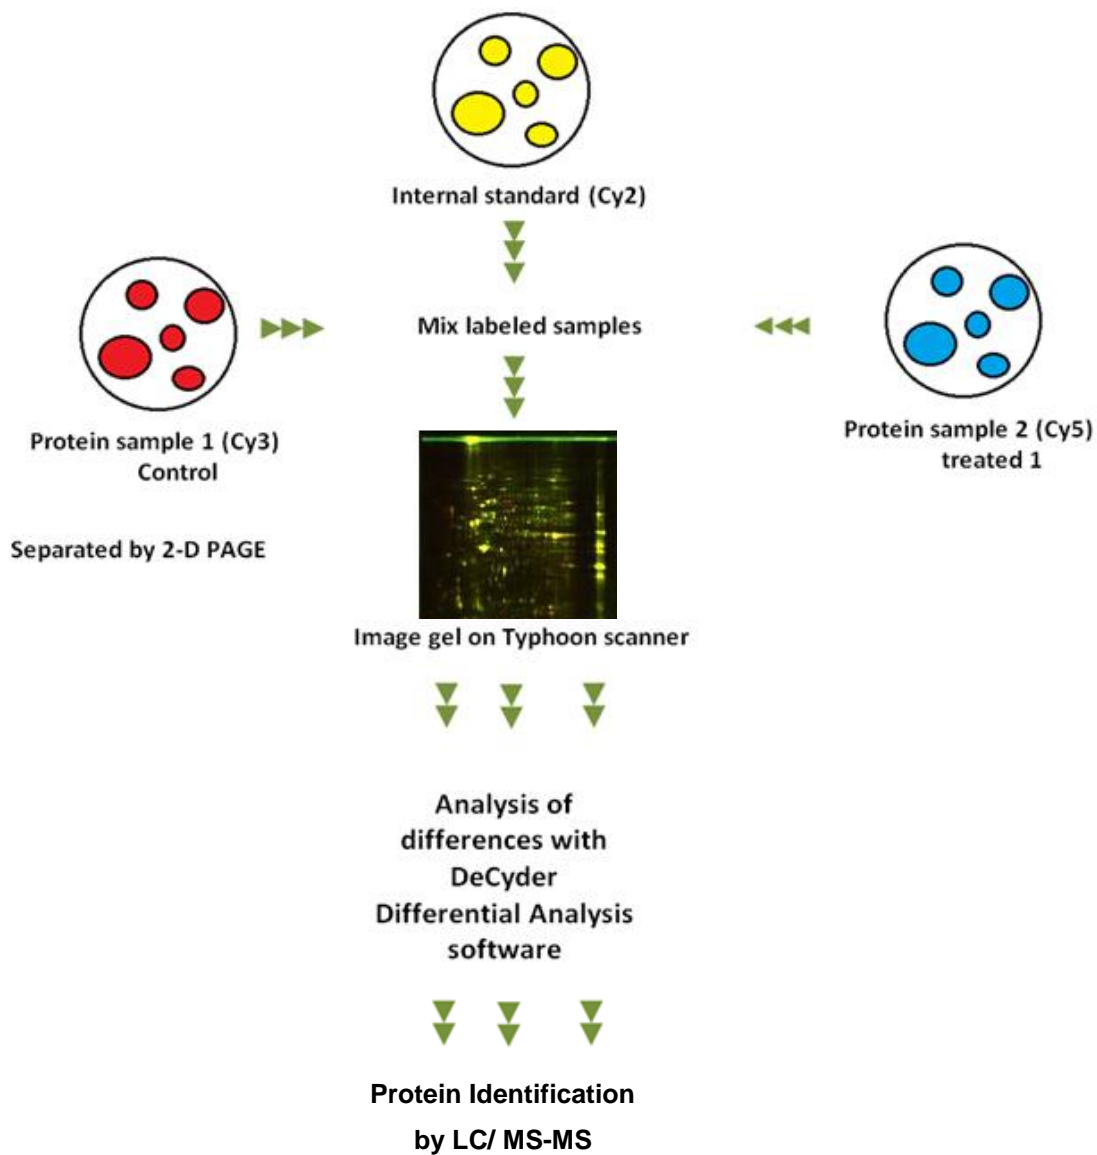 Internal standard (Cy2)
Mix labeled samples
Protein sample 1 (Cy3)
Control
Protein sample 2 (Cy5)
treated 1
Separated by 2-D PAGE
Image gel on Typhoon scanner
Analysis of
differences with
DeCyder
Differential Analysis
software
Protein Identification
by LC/ MS-MS